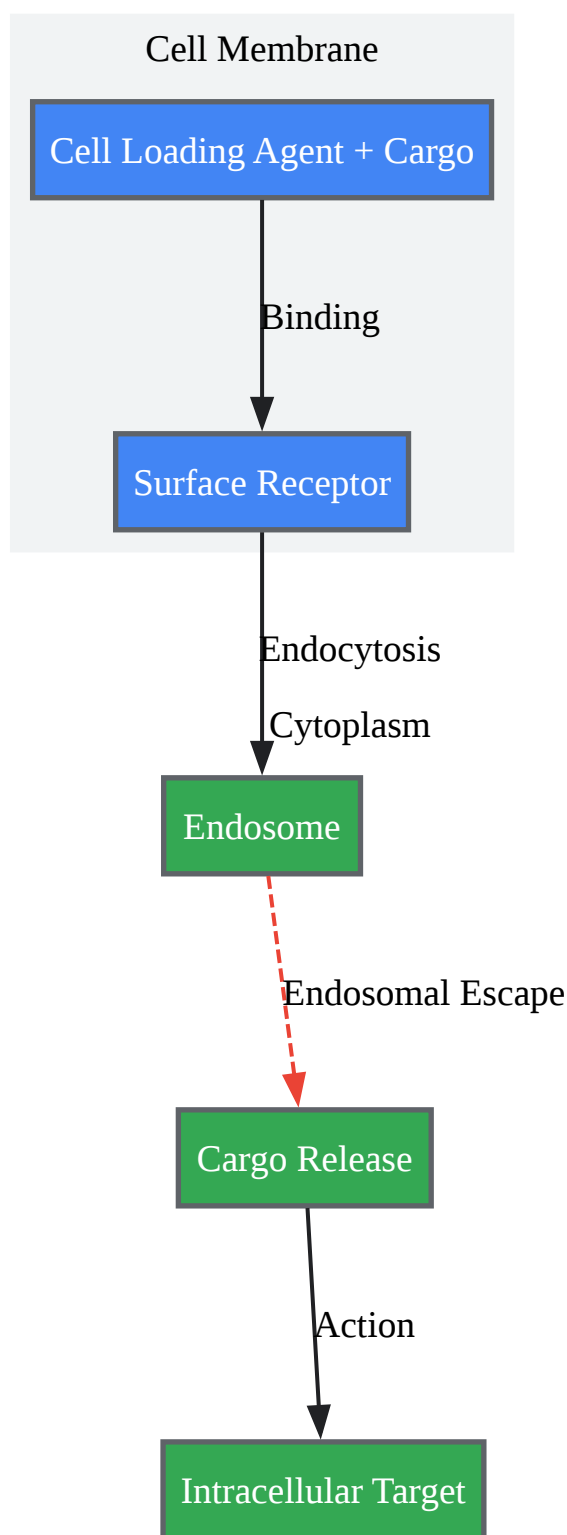 Cell Membrane
Cell Loading Agent + Cargo
Binding
Surface Receptor
Endocytosis
Cytoplasm
Endosome
Endosomal Escape
Cargo Release
Action
Intracellular Target